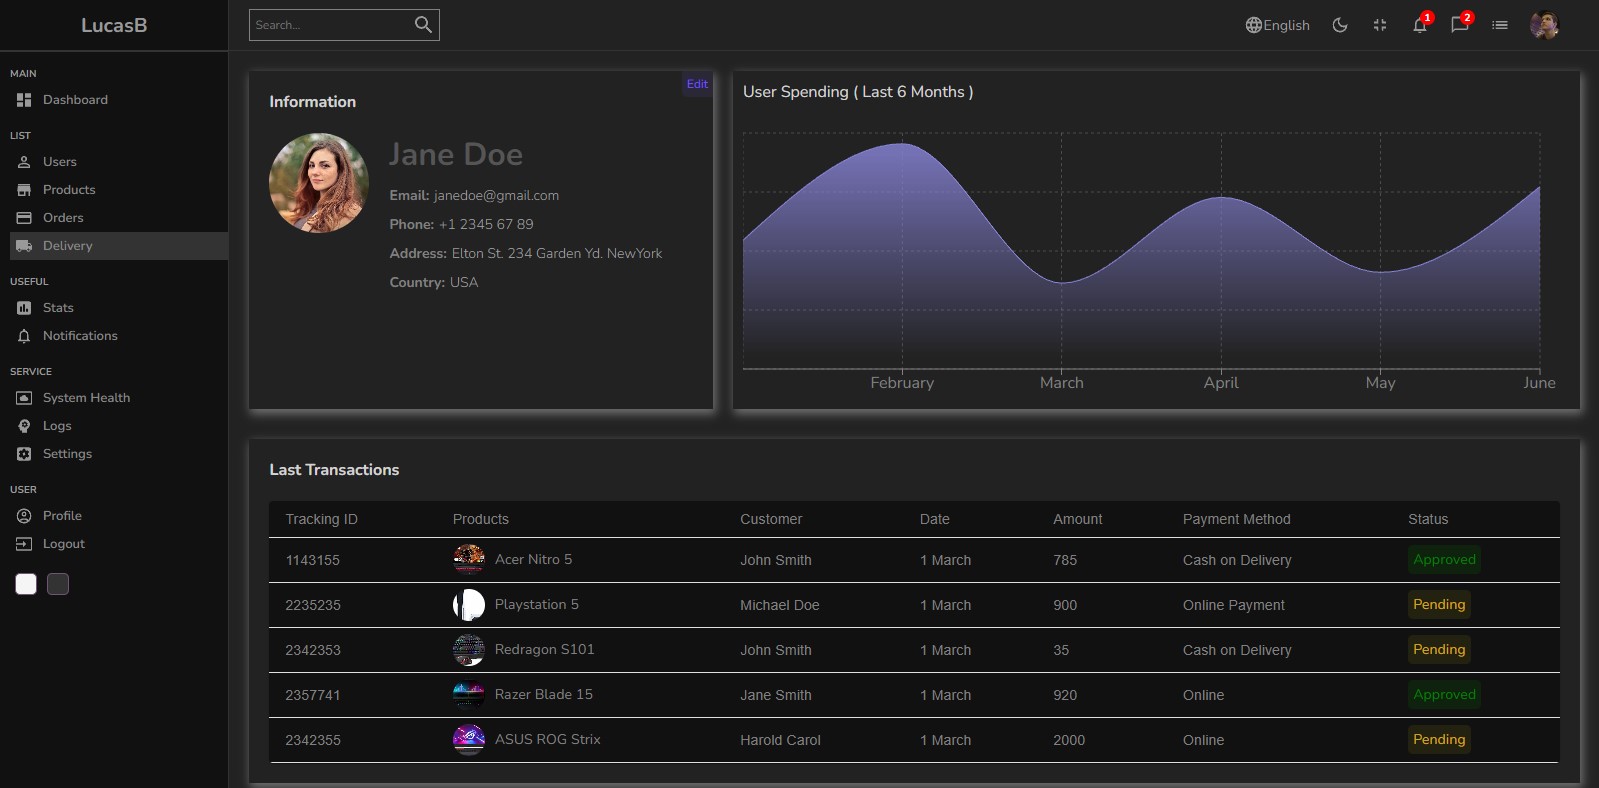 LucasB
Search...
English
1
2
MAIN
Dashboard
LIST
Users
Products
Orders
Delivery
USEFUL
Stats
Notifications
SERVICE
System Health
Logs
Settings
USER
Profile
Logout
Edit
Information
Jane Doe
Email: janedoe@gmail.com
Phone: +1 2345 67 89
Address: Elton St. 234 Garden Yd. NewYork
Country: USA
User Spending ( Last 6 Months )
February March April May June
Last Transactions
Tracking ID Products Customer Date Amount Payment Method Status
1143155 Acer Nitro 5 John Smith 1 March 785 Cash on Delivery Approved
2235235 Playstation 5 Michael Doe 1 March 900 Online Payment Pending
2342353 Redragon S101 John Smith 1 March 35 Cash on Delivery Pending
2357741 Razer Blade 15 Jane Smith 1 March 920 Online Approved
2342355 ASUS ROG Strix Harold Carol 1 March 2000 Online Pending